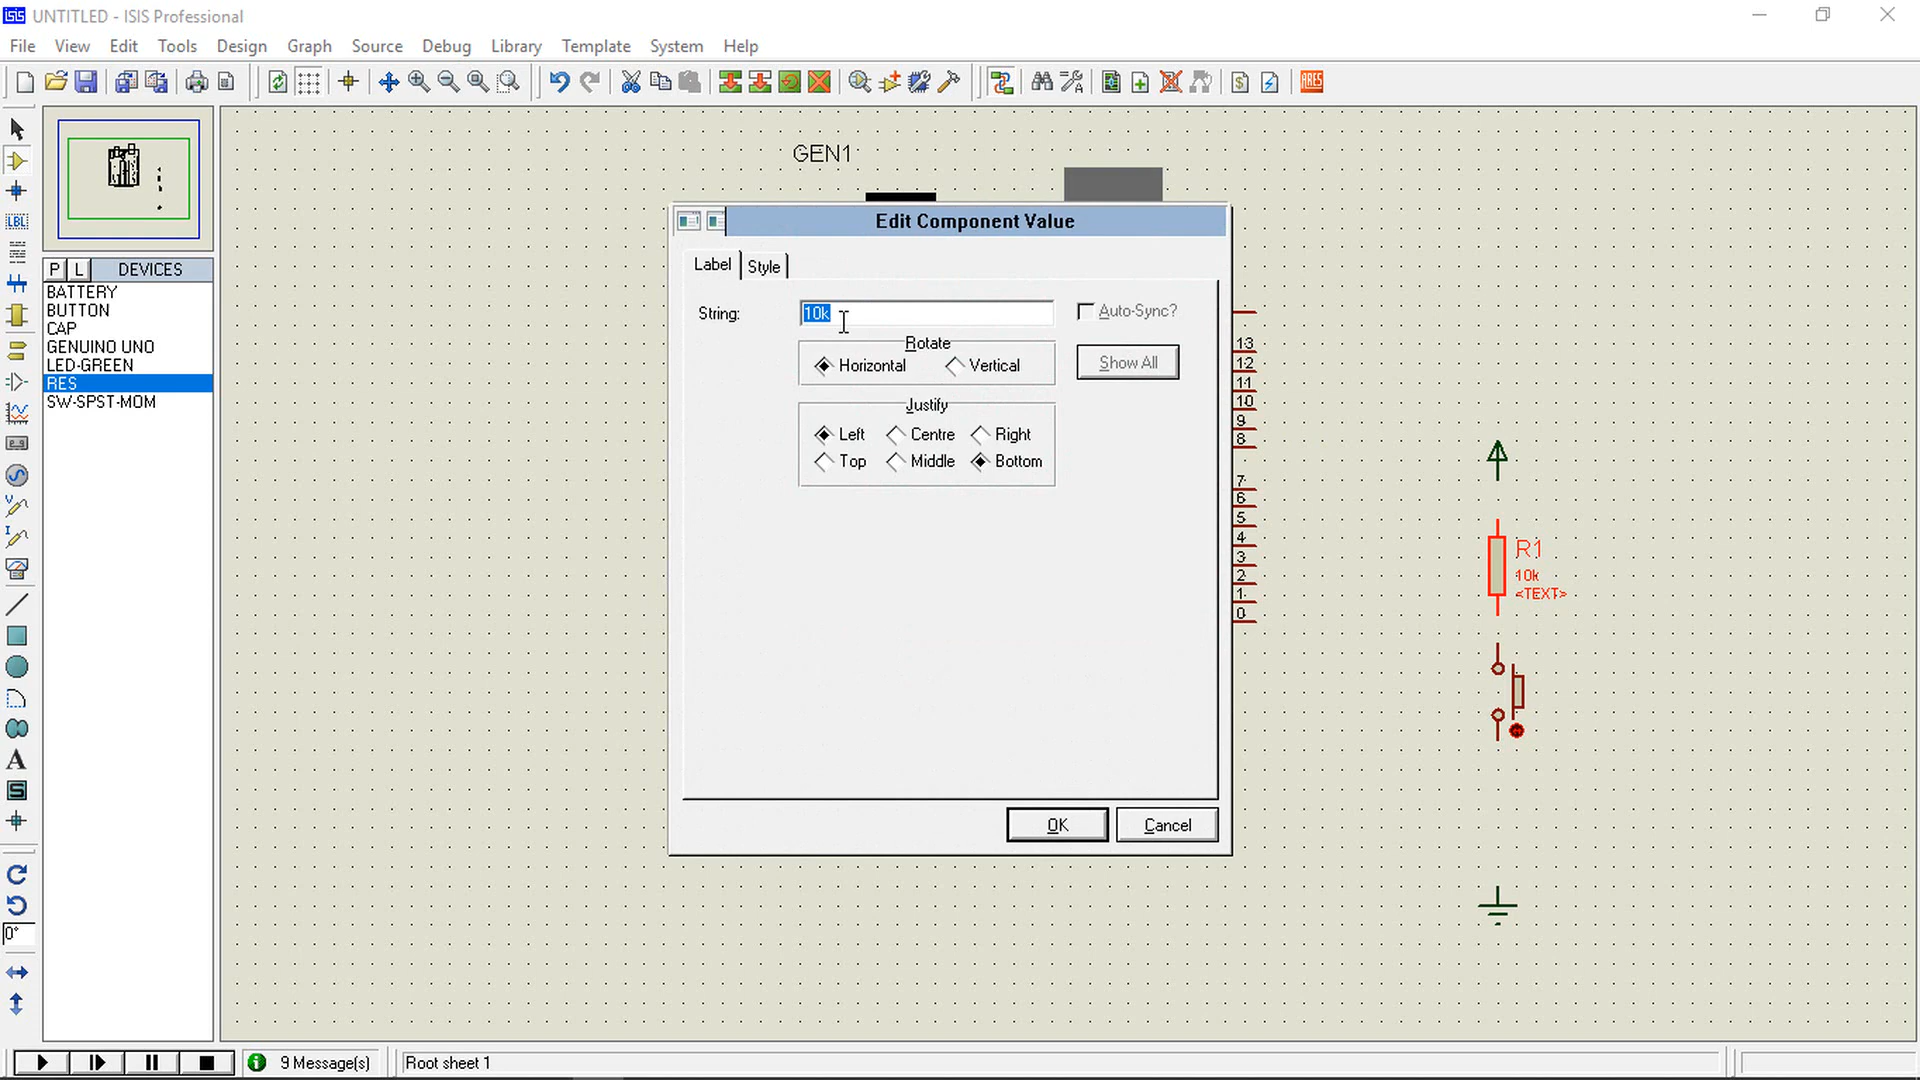 ISIS UNTITLED - ISIS Professional
File View Edit Tools Design Graph Source Debug Library Template System Help
ARES
GEN1
Edit Component Value
Label Style
String: 10k Auto-Sync?
Rotate
Horizontal Vertical
Show All
Justify
Left Centre Right
Top Middle Bottom
OK Cancel
LBL
P L DEVICES
BATTERY
BUTTON
CAP
GENUINO UNO
LED-GREEN
RES
SW-SPST-MOM
A
S
0°
13
12
11
10
9
8
7
6
5
4
3
2
1
0
R1
10k
<TEXT>
9 Message(s) Root sheet 1